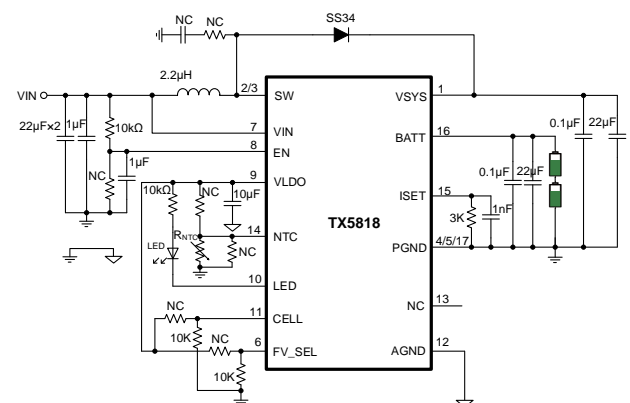 NC
NC
SS34
2.2μH
2/3
SW
VSYS
1
VIN
22μF×2
1μF
10kΩ
7
VIN
BATT
16
0.1μF
22μF
8
EN
NC
1μF
9
VLDO
0.1μF
22μF
10kΩ
NC
10μF
ISET
15
3K
1nF
TX5818
RNTC
14
NTC
NC
PGND
4/5/17
LED
10
LED
NC
13
NC
11
CELL
10K
NC
6
FV_SEL
AGND
12
10K